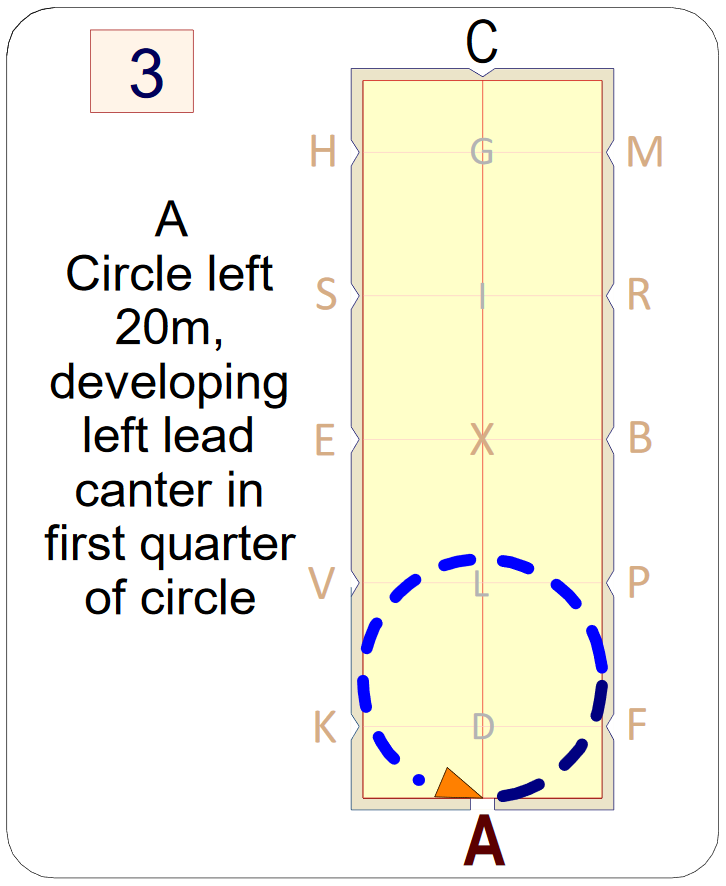 3
A
Circle left
20m,
developing
left lead
canter in
first quarter
of circle
C
H G M
S I R
E X B
V L P
K D F
A